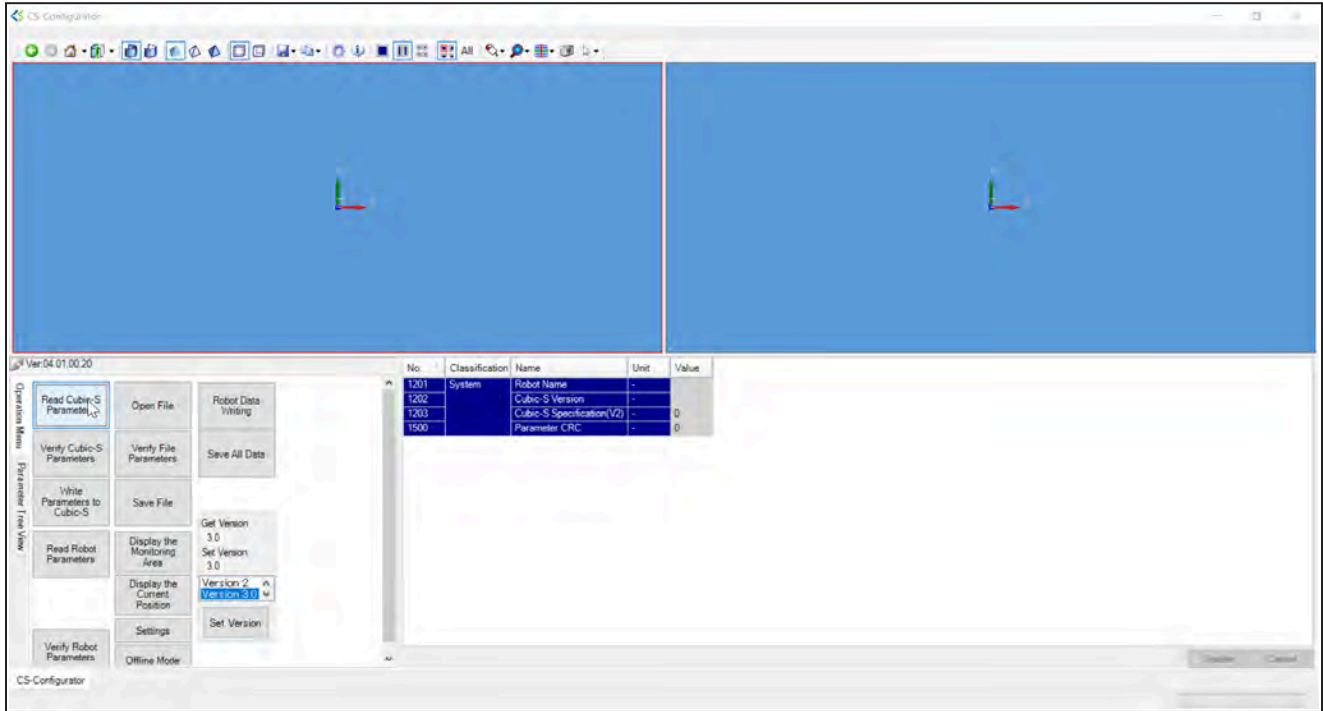 CS-Configurator
All
Ver:04.01.00.20
Operation Menu
Parameter Tree View
Read Cubic-S
Parameters
Open File
Robot Data
Writing
Verify Cubic-S
Parameters
Verify File
Parameters
Save All Data
Write
Parameters to
Cubic-S
Save File
Get Version
3.0
Set Version
3.0
Read Robot
Parameters
Display the
Monitoring
Area
Version 2
Version 3.0
Display the
Current
Position
Set Version
Settings
Verify Robot
Parameters
Offline Mode
No. Classification Name Unit Value
1201 System Robot Name -
1202 Cubic-S Version -
1203 Cubic-S Specification(V2) - 0
1500 Parameter CRC - 0
Cancel
CS-Configurator